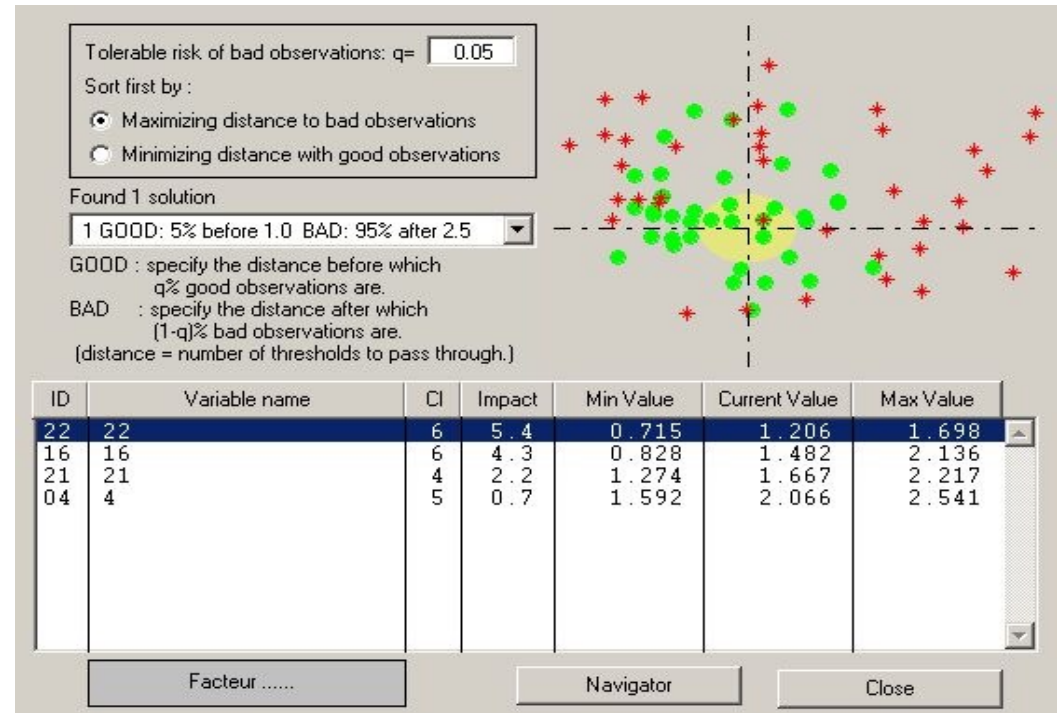 Tolerable risk of bad observations: q= 0.05
Sort first by :
Maximizing distance to bad observations
Minimizing distance with good observations
Found 1 solution
1 GOOD: 5% before 1.0 BAD: 95% after 2.5
GOOD : specify the distance before which
q% good observations are.
BAD : specify the distance after which
(1-q)% bad observations are.
(distance = number of thresholds to pass through.)
ID Variable name Cl Impact Min Value Current Value Max Value
22 22 6 5.4 0.715 1.206 1.698
16 16 6 4.3 0.828 1.482 2.136
21 21 4 2.2 1.274 1.667 2.217
04 4 5 0.7 1.592 2.066 2.541
Facteur ...... Navigator Close